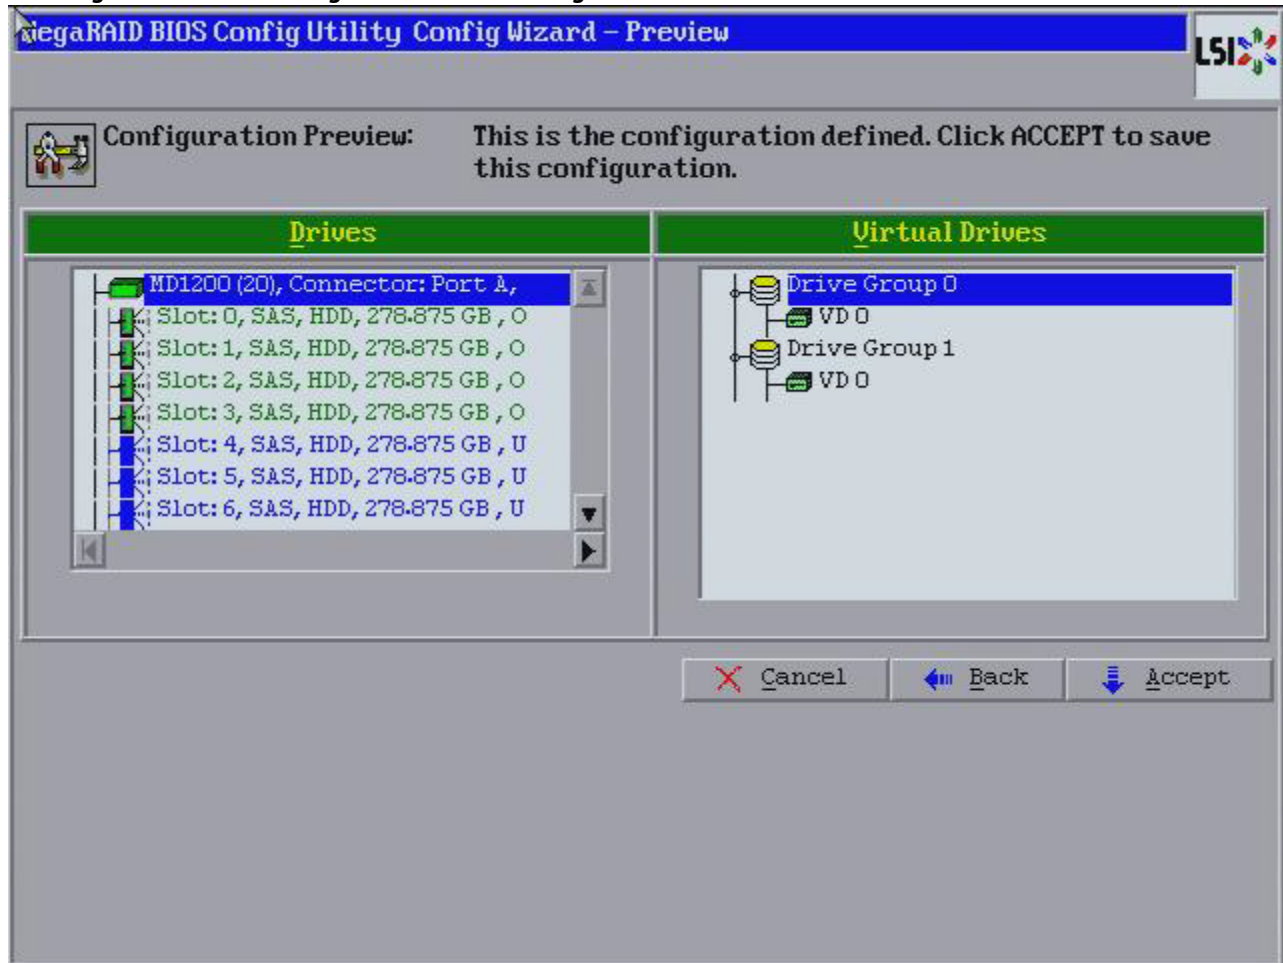 MegaRAID BIOS Config Utility Config Wizard – Preview
LSI
Configuration Preview:
This is the configuration defined. Click ACCEPT to save
this configuration.
Drives
MD1200 (20), Connector: Port A,
Slot: 0, SAS, HDD, 278.875 GB , O
Slot: 1, SAS, HDD, 278.875 GB , O
Slot: 2, SAS, HDD, 278.875 GB , O
Slot: 3, SAS, HDD, 278.875 GB , O
Slot: 4, SAS, HDD, 278.875 GB , U
Slot: 5, SAS, HDD, 278.875 GB , U
Slot: 6, SAS, HDD, 278.875 GB , U
Virtual Drives
Drive Group 0
VD 0
Drive Group 1
VD 0
Cancel
Back
Accept